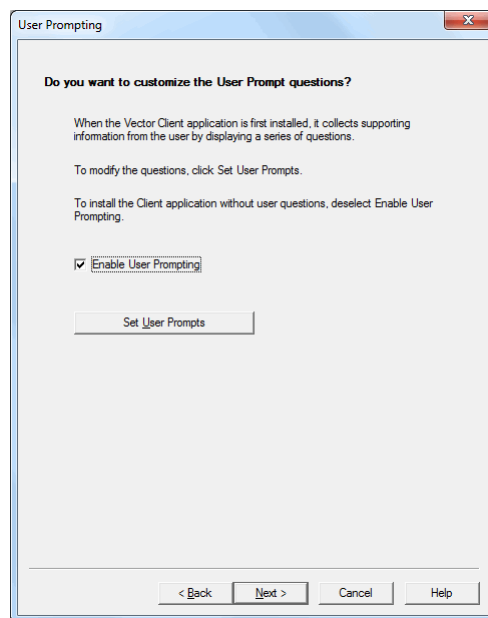 User Prompting
Do you want to customize the User Prompt questions?
When the Vector Client application is first installed, it collects supporting
information from the user by displaying a series of questions.
To modify the questions, click Set User Prompts.
To install the Client application without user questions, deselect Enable User
Prompting.
Enable User Prompting
Set User Prompts
< Back Next > Cancel Help